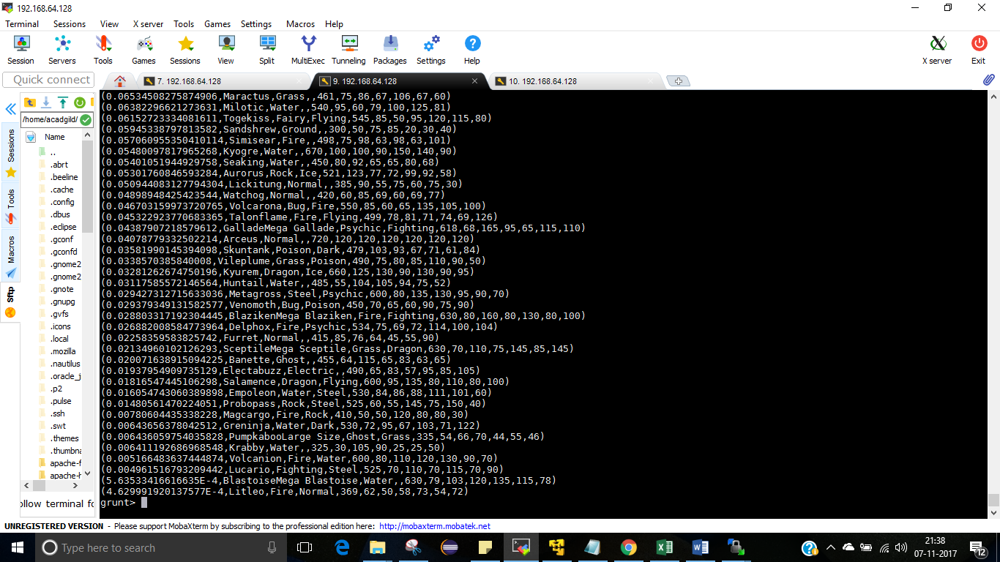 192.168.64.128
Terminal Sessions View X server Tools Games Settings Macros Help
Session Servers Tools Games Sessions View Split MultiExec Tunneling Packages Settings Help X server Exit
Quick connect
7. 192.168.64.128
9. 192.168.64.128
10. 192.168.64.128
/home/acadgild/
Name
..
.abrt
.beeline
.cache
.config
.dbus
.eclipse
.gconf
.gconfd
.gnome2
.gnome2
.gnote
.gnupg
.gvfs
.icons
.local
.mozilla
.nautilus
.oracle_j
.p2
.pulse
.ssh
.swt
.themes
.thumbna
apache-f
apache-h
ollow terminal fo
Sessions
Tools
Macros
Sftp
(0.06534508275874906,Maractus,Grass,,461,75,86,67,106,67,60)
(0.06382296621273631,Milotic,Water,,540,95,60,79,100,125,81)
(0.06152723334081611,Togekiss,Fairy,Flying,545,85,50,95,120,115,80)
(0.05945338797813582,Sandshrew,Ground,,300,50,75,85,20,30,40)
(0.057060955350410114,Simisear,Fire,,498,75,98,63,98,63,101)
(0.05480097817965268,Kyogre,Water,,670,100,100,90,150,140,90)
(0.05401051944929758,Seaking,Water,,450,80,92,65,65,80,68)
(0.05301760846593284,Aurorus,Rock,Ice,521,123,77,72,99,92,58)
(0.050944083127794304,Lickitung,Normal,,385,90,55,75,60,75,30)
(0.04898948425423544,Watchog,Normal,,420,60,85,69,60,69,77)
(0.046703159973720765,Volcarona,Bug,Fire,550,85,60,65,135,105,100)
(0.045322923770683365,Talonflame,Fire,Flying,499,78,81,71,74,69,126)
(0.04387907218579612,GalladeMega Gallade,Psychic,Fighting,618,68,165,95,65,115,110)
(0.04078779332502214,Arceus,Normal,,720,120,120,120,120,120,120)
(0.03581990145394098,Skuntank,Poison,Dark,479,103,93,67,71,61,84)
(0.0338570385840008,Vileplume,Grass,Poison,490,75,80,85,110,90,50)
(0.03281262674750196,Kyurem,Dragon,Ice,660,125,130,90,130,90,95)
(0.03117585572146564,Huntail,Water,,485,55,104,105,94,75,52)
(0.029427312715633036,Metagross,Steel,Psychic,600,80,135,130,95,90,70)
(0.029379349131582577,Venomoth,Bug,Poison,450,70,65,60,90,75,90)
(0.028803317192304445,BlazikenMega Blaziken,Fire,Fighting,630,80,160,80,130,80,100)
(0.026882008584773964,Delphox,Fire,Psychic,534,75,69,72,114,100,104)
(0.02258359583825742,Furret,Normal,,415,85,76,64,45,55,90)
(0.02134960102126293,SceptileMega Sceptile,Grass,Dragon,630,70,110,75,145,85,145)
(0.020071638915094225,Banette,Ghost,,455,64,115,65,83,63,65)
(0.01937954909735129,Electabuzz,Electric,,490,65,83,57,95,85,105)
(0.01816547445106298,Salamence,Dragon,Flying,600,95,135,80,110,80,100)
(0.016054743060389898,Empoleon,Water,Steel,530,84,86,88,111,101,60)
(0.01480561470224051,Probopass,Rock,Steel,525,60,55,145,75,150,40)
(0.00780604435338228,Magcargo,Fire,Rock,410,50,50,120,80,80,30)
(0.00643656378042512,Greninja,Water,Dark,530,72,95,67,103,71,122)
(0.006436059754035828,PumpkabooLarge Size,Ghost,Grass,335,54,66,70,44,55,46)
(0.006411192686968548,Krabby,Water,,325,30,105,90,25,25,50)
(0.005166483637444874,Volcanion,Fire,Water,600,80,110,120,130,90,70)
(0.004961516793209442,Lucario,Fighting,Steel,525,70,110,70,115,70,90)
(5.63533416616635E-4,BlastoiseMega Blastoise,Water,,630,79,103,120,135,115,78)
(4.629991920137577E-4,Litleo,Fire,Normal,369,62,50,58,73,54,72)
grunt>
UNREGISTERED VERSION - Please support MobaXterm by subscribing to the professional edition here: http://mobaxterm.mobatek.net
Type here to search
21:38
07-11-2017
12